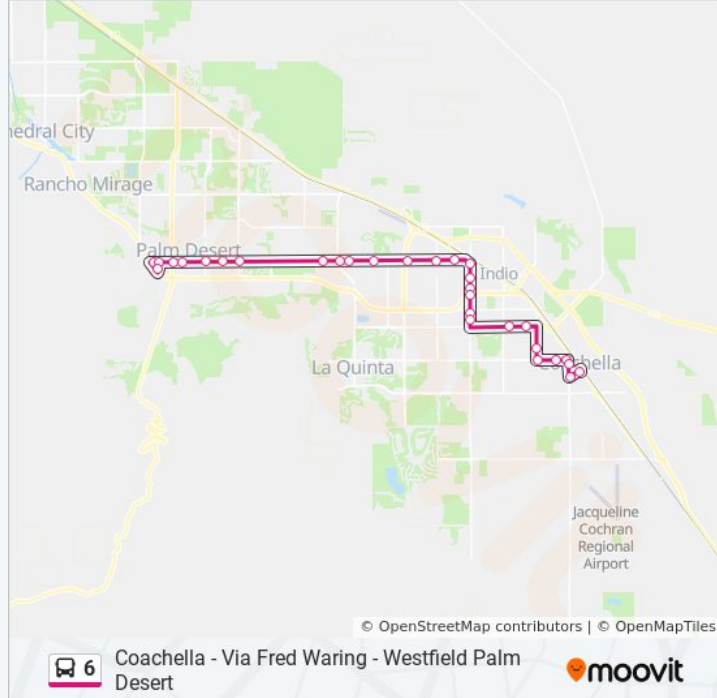 hedral City
Rancho Mirage
Palm Desert
Indio
La Quinta
Coachella
Jacqueline
Cochran
Regional
Airport
© OpenStreetMap contributors | © OpenMapTiles
6
Coachella - Via Fred Waring - Westfield Palm
Desert
moovit